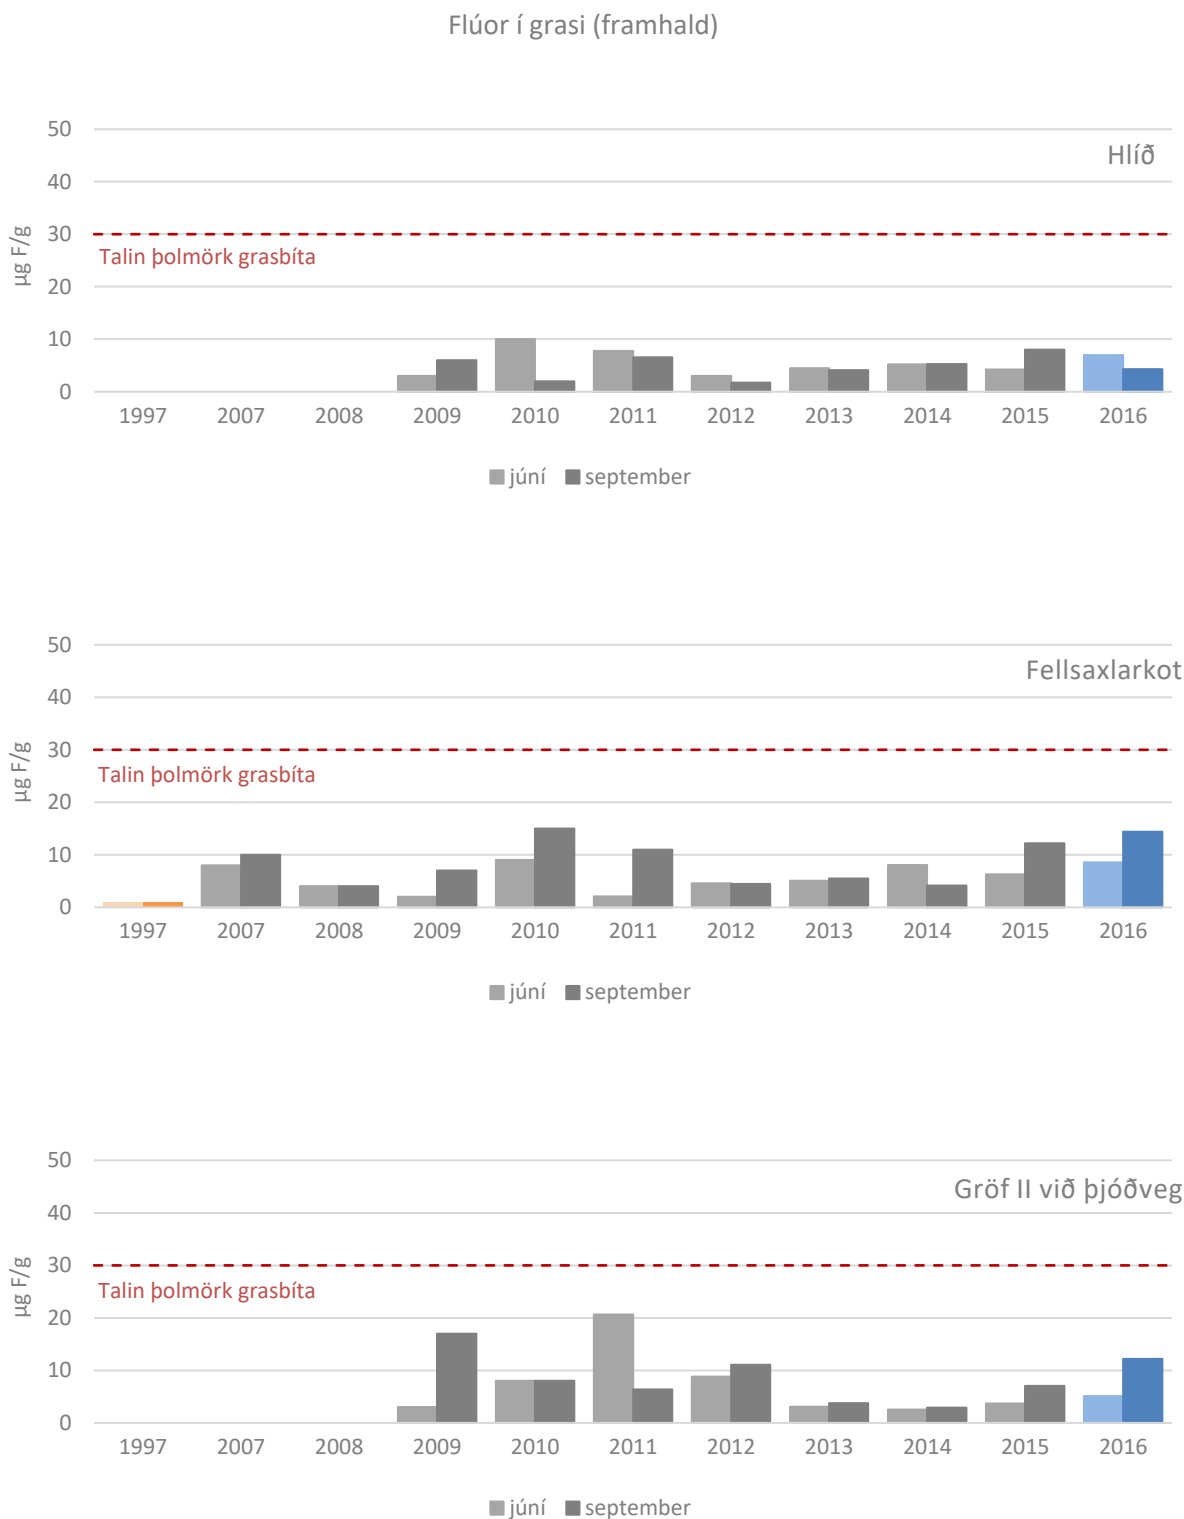 Flúor í grasi (framhald)
50
Hlíð
40
30
Talin þolmörk grasbíta
µg F/g
20
10
0
1997 2007 2008 2009 2010 2011 2012 2013 2014 2015 2016
júní september
50
Fellsaxlarkot
40
30
Talin þolmörk grasbíta
µg F/g
20
10
0
1997 2007 2008 2009 2010 2011 2012 2013 2014 2015 2016
júní september
50
Gröf II við þjóðveg
40
30
Talin þolmörk grasbíta
µg F/g
20
10
0
1997 2007 2008 2009 2010 2011 2012 2013 2014 2015 2016
júní september